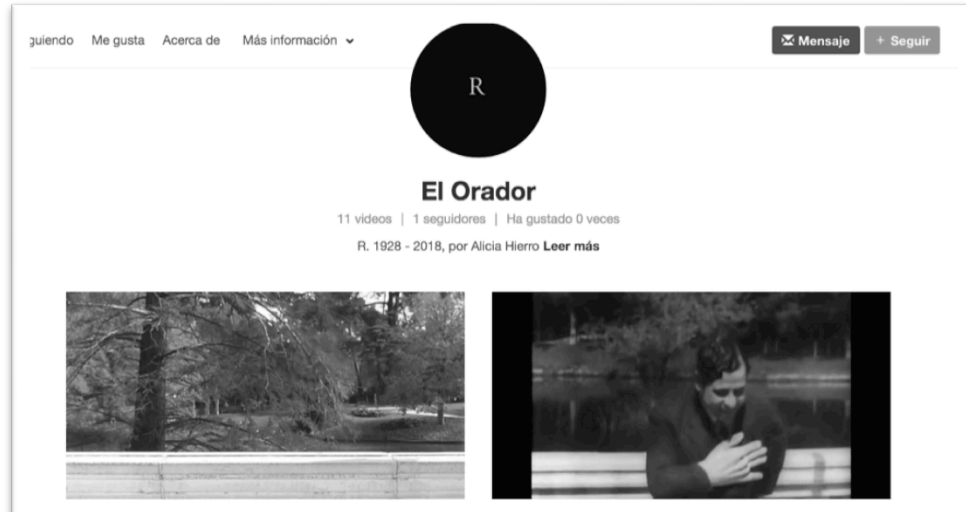 guiendo Me gusta Acerca de Más información Mensaje + Seguir
R
El Orador
11 videos | 1 seguidores | Ha gustado 0 veces
R. 1928 - 2018, por Alicia Hierro Leer más